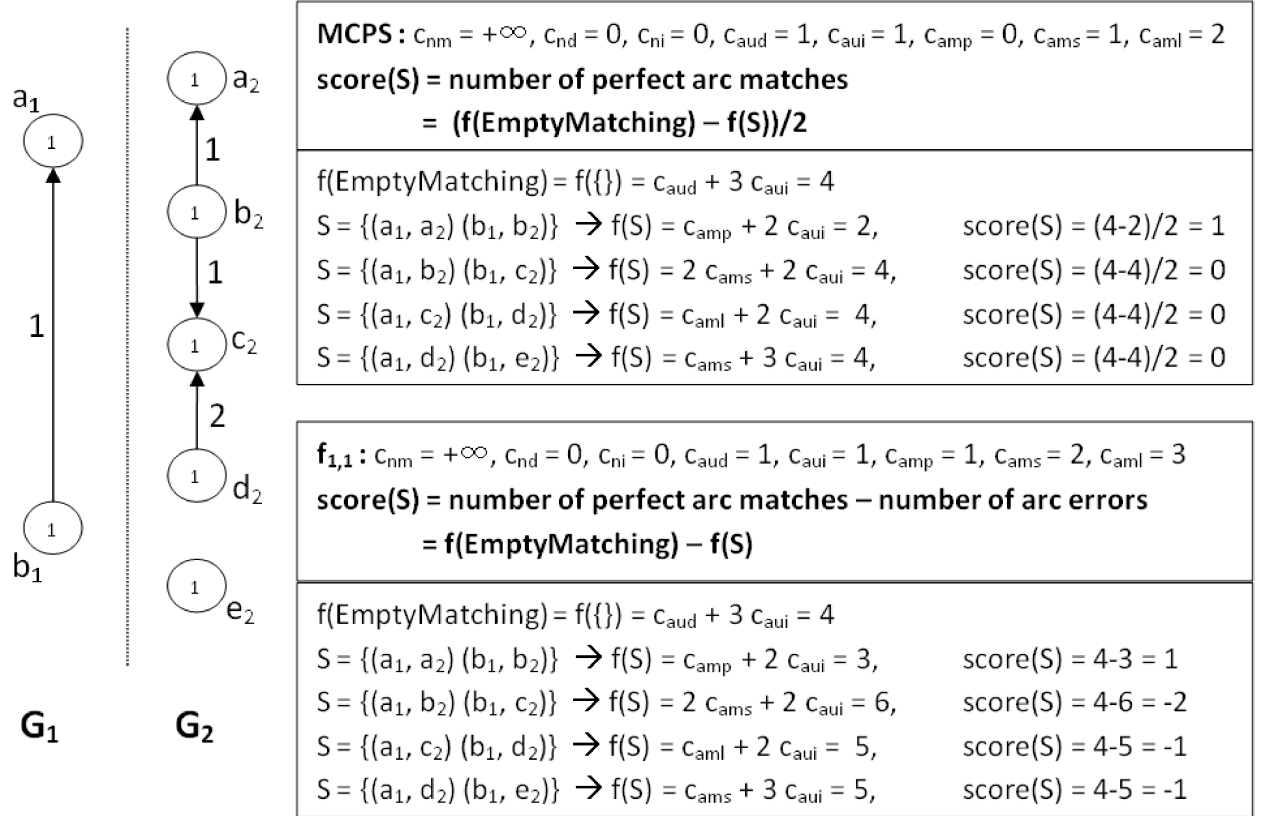 a₁
1
1
b₁
G₁
1
a₂
1
1
b₂
1
1
c₂
2
1
d₂
1
e₂
G₂
MCPS : cₙₘ = +∞, cₙd = 0, cₙᵢ = 0, cₐᵤd = 1, cₐᵤᵢ = 1, cₐₘₚ = 0, cₐₘₛ = 1, cₐₘₗ = 2
score(S) = number of perfect arc matches
= (f(EmptyMatching) – f(S))/2
f(EmptyMatching) = f({}) = cₐᵤd + 3 cₐᵤᵢ = 4
S = {(a₁, a₂) (b₁, b₂)} → f(S) = cₐₘₚ + 2 cₐᵤᵢ = 2, score(S) = (4-2)/2 = 1
S = {(a₁, b₂) (b₁, c₂)} → f(S) = 2 cₐₘₛ + 2 cₐᵤᵢ = 4, score(S) = (4-4)/2 = 0
S = {(a₁, c₂) (b₁, d₂)} → f(S) = cₐₘₗ + 2 cₐᵤᵢ = 4, score(S) = (4-4)/2 = 0
S = {(a₁, d₂) (b₁, e₂)} → f(S) = cₐₘₛ + 3 cₐᵤᵢ = 4, score(S) = (4-4)/2 = 0
f₁,₁ : cₙₘ = +∞, cₙd = 0, cₙᵢ = 0, cₐᵤd = 1, cₐᵤᵢ = 1, cₐₘₚ = 1, cₐₘₛ = 2, cₐₘₗ = 3
score(S) = number of perfect arc matches – number of arc errors
= f(EmptyMatching) – f(S)
f(EmptyMatching) = f({}) = cₐᵤd + 3 cₐᵤᵢ = 4
S = {(a₁, a₂) (b₁, b₂)} → f(S) = cₐₘₚ + 2 cₐᵤᵢ = 3, score(S) = 4-3 = 1
S = {(a₁, b₂) (b₁, c₂)} → f(S) = 2 cₐₘₛ + 2 cₐᵤᵢ = 6, score(S) = 4-6 = -2
S = {(a₁, c₂) (b₁, d₂)} → f(S) = cₐₘₗ + 2 cₐᵤᵢ = 5, score(S) = 4-5 = -1
S = {(a₁, d₂) (b₁, e₂)} → f(S) = cₐₘₛ + 3 cₐᵤᵢ = 5, score(S) = 4-5 = -1